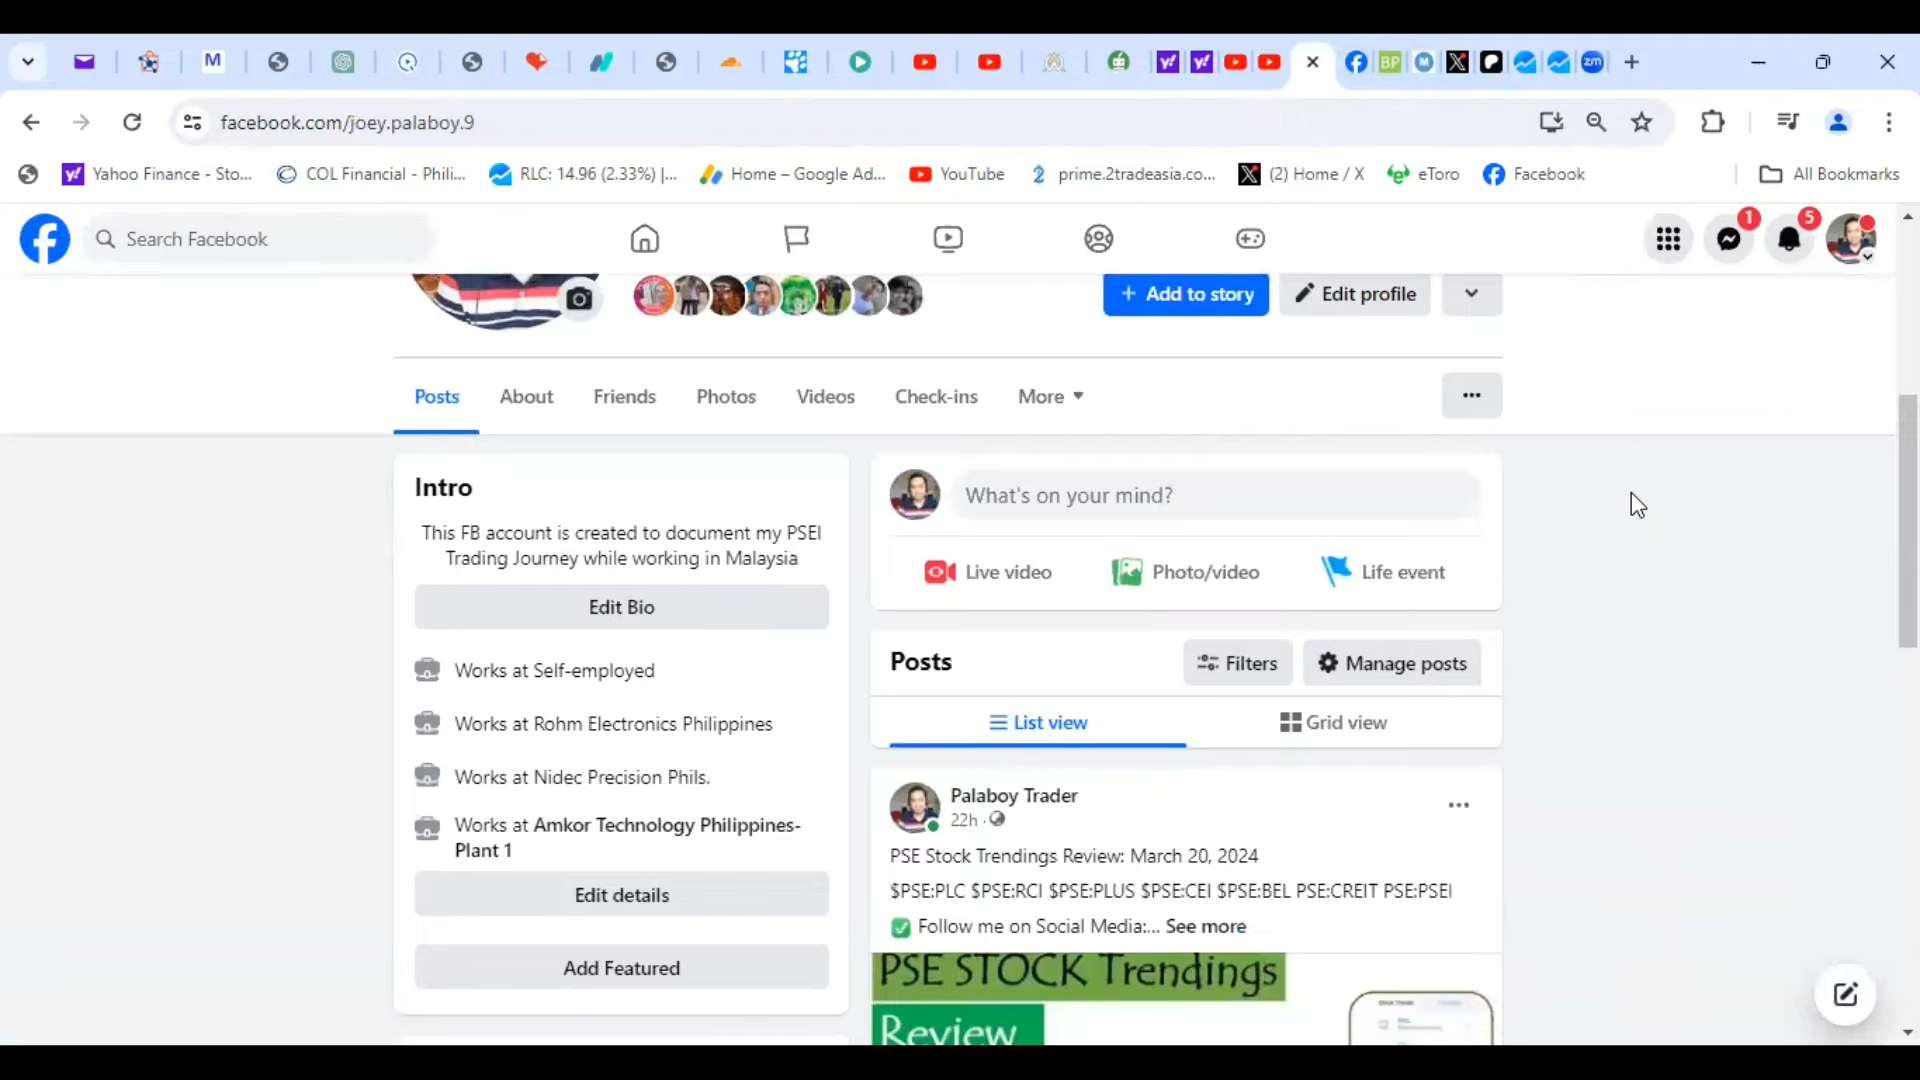 facebook.com/joey.palaboy.9
Yahoo Finance - Sto...
COL Financial - Phili...
RLC: 14.96 (2.33%) |...
Home – Google Ad...
YouTube
prime.2tradeasia.co...
(2) Home / X
eToro
Facebook
All Bookmarks
Search Facebook
1
5
+ Add to story
Edit profile
Posts
About
Friends
Photos
Videos
Check-ins
More
Intro
This FB account is created to document my PSEI
Trading Journey while working in Malaysia
Edit Bio
Works at Self-employed
Works at Rohm Electronics Philippines
Works at Nidec Precision Phils.
Works at Amkor Technology Philippines-
Plant 1
Edit details
Add Featured
What's on your mind?
Live video
Photo/video
Life event
Posts
Filters
Manage posts
List view
Grid view
Palaboy Trader
22h ·
PSE Stock Trendings Review: March 20, 2024
$PSE:PLC $PSE:RCI $PSE:PLUS $PSE:CEI $PSE:BEL PSE:CREIT PSE:PSEI
✅ Follow me on Social Media:... See more
PSE STOCK Trendings
Review